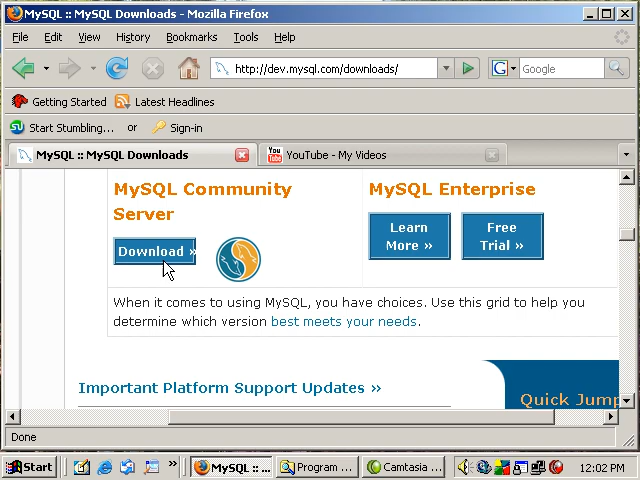 MySQL :: MySQL Downloads - Mozilla Firefox
File Edit View History Bookmarks Tools Help
http://dev.mysql.com/downloads/
G Google
Getting Started Latest Headlines
Start Stumbling... or Sign-in
MySQL :: MySQL Downloads
You Tube YouTube - My Videos
MySQL Community
Server
Download »
MySQL Enterprise
Learn
More »
Free
Trial »
When it comes to using MySQL, you have choices. Use this grid to help you
determine which version best meets your needs.
Important Platform Support Updates »
Quick Jump
Done
Start » MySQL :: ... Program ... Camtasia ... 12:02 PM